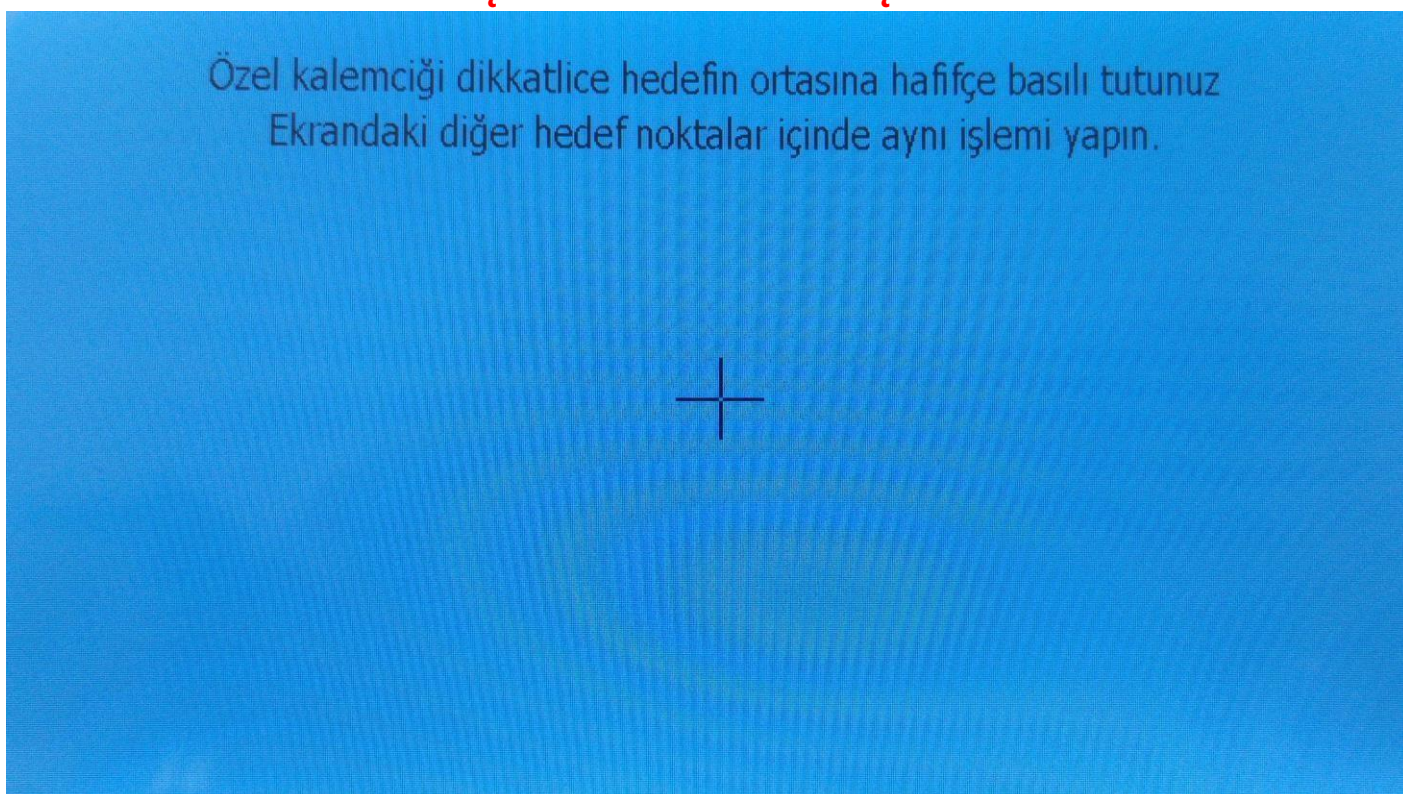 Özel kalemciği dikkatlice hedefin ortasına hafifçe basılı tutunuz
Ekrandaki diğer hedef noktalar içinde aynı işlemi yapın.